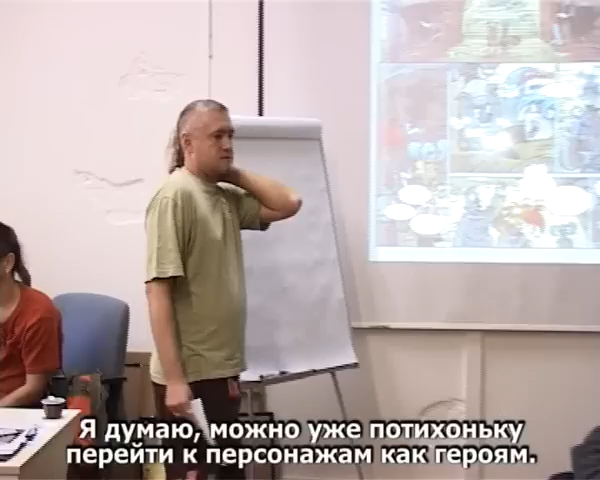 Я думаю, можно уже потихоньку
перейти к персонажам как героям.